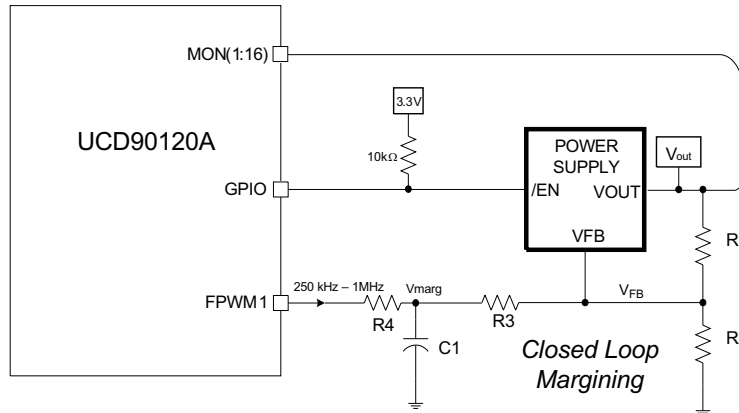 MON(1:16)
3.3V
UCD90120A
10kΩ
POWER
SUPPLY
Vout
GPIO
/EN
VOUT
VFB
R
250 kHz – 1MHz
Vmarg
VFB
FPWM1
R4
R3
C1
R
Closed Loop
Margining